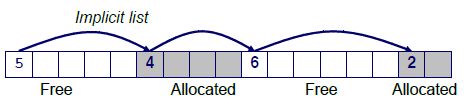 Implicit list
5 4 6 2
Free Allocated Free Allocated